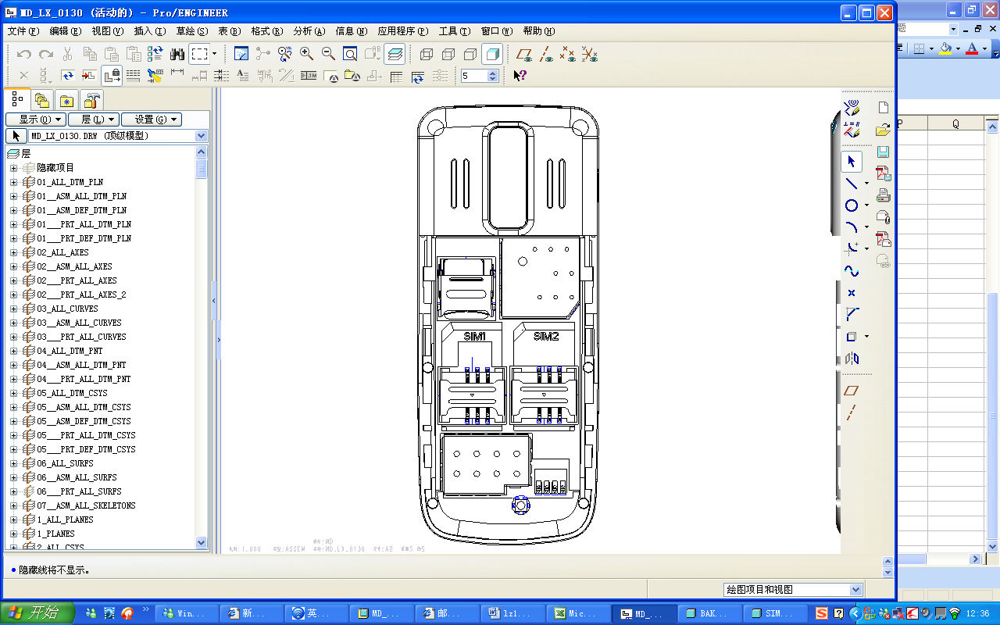 MD_LX_0130 (活动的) - Pro/ENGINEER
文件(F) 编辑(E) 视图(V) 插入(I) 草绘(S) 表(B) 格式(R) 分析(A) 信息(N) 应用程序(P) 工具(T) 窗口(W) 帮助(H)
题
5
显示(O) 层(L) 设置(G)
MD_LX_0130.DRW (顶级模型)
P Q
层
隐藏项目
01_ALL_DTM_PLN
01__ASM_ALL_DTM_PLN
01__ASM_DEF_DTM_PLN
01___PRT_ALL_DTM_PLN
01___PRT_DEF_DTM_PLN
02_ALL_AXES
02__ASM_ALL_AXES
02___PRT_ALL_AXES
02___PRT_ALL_AXES_2
03_ALL_CURVES
03__ASM_ALL_CURVES
03___PRT_ALL_CURVES
04_ALL_DTM_PNT
04__ASM_ALL_DTM_PNT
04___PRT_ALL_DTM_PNT
05_ALL_DTM_CSYS
05__ASM_ALL_DTM_CSYS
05__ASM_DEF_DTM_CSYS
05___PRT_ALL_DTM_CSYS
05___PRT_DEF_DTM_CSYS
06_ALL_SURFS
06__ASM_ALL_SURFS
06___PRT_ALL_SURFS
07__ASM_ALL_SKELETONS
1_ALL_PLANES
1_PLANES
2_ALL_CSYS
SIM1 SIM2
隐藏线将不显示。
绘图项目和视图
开始 Win... 新... 英... MD_... 邮... lz1... Mic... MD_... BAK... SIM... 12:36